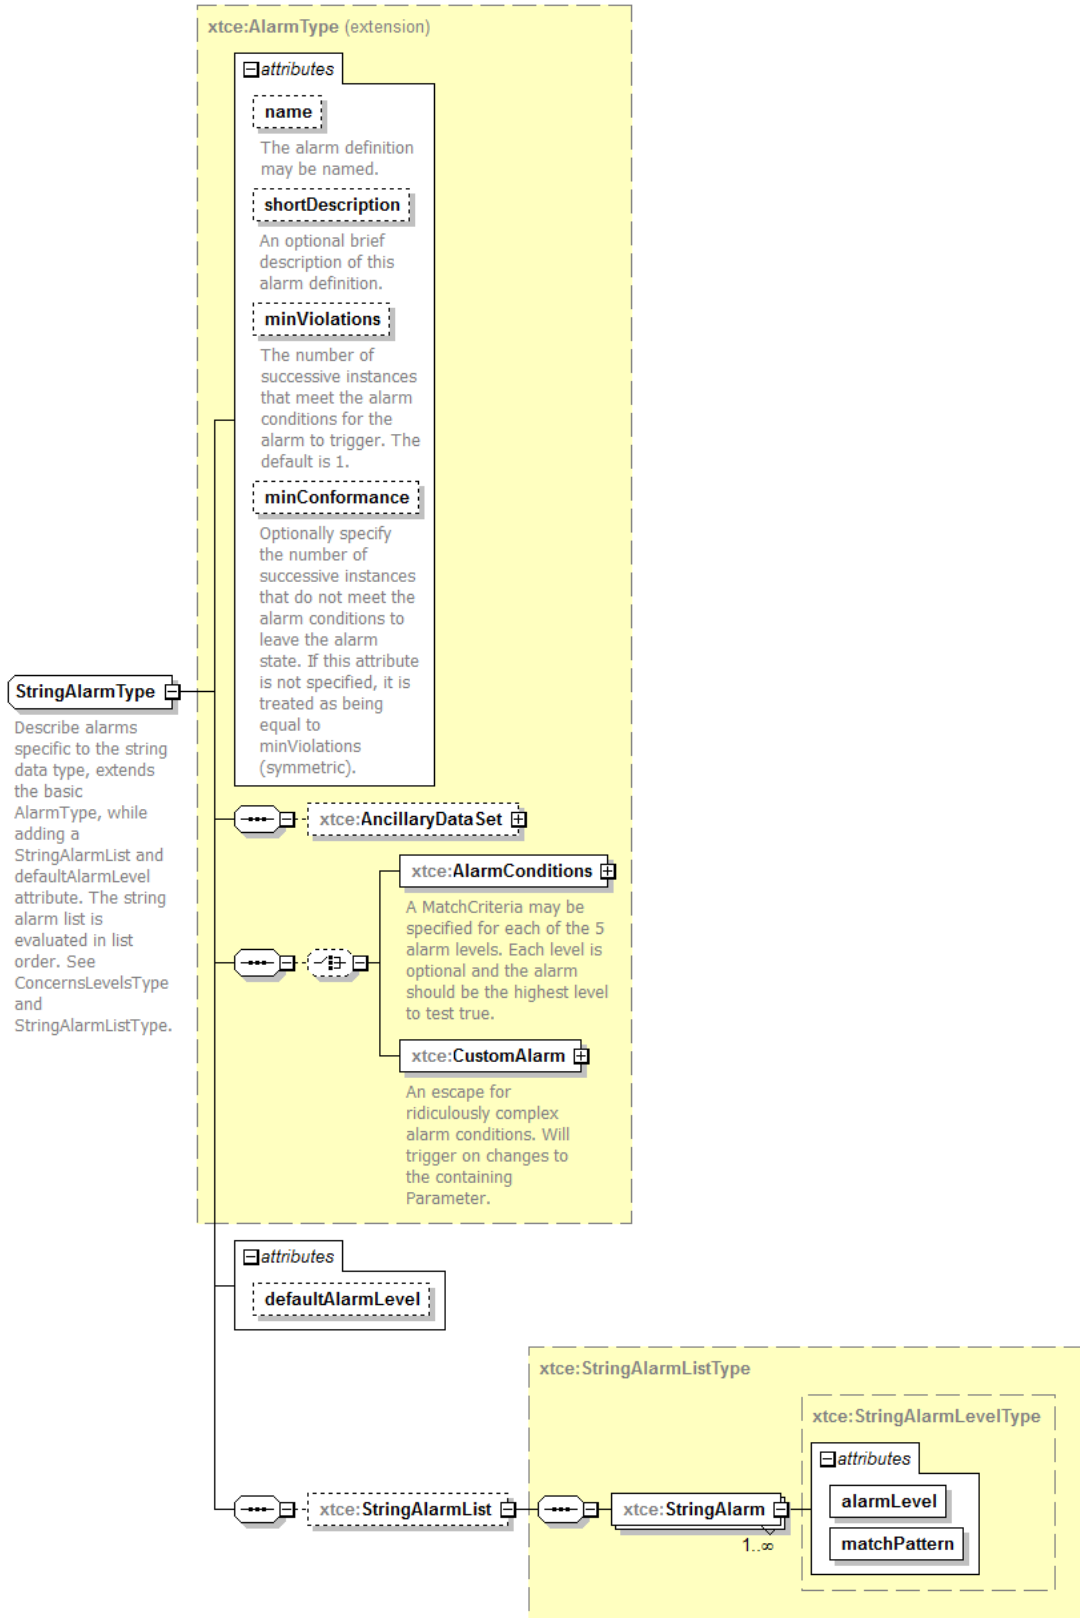 xtce:AlarmType (extension)
attributes
name
The alarm definition
may be named.
shortDescription
An optional brief
description of this
alarm definition.
minViolations
The number of
successive instances
that meet the alarm
conditions for the
alarm to trigger. The
default is 1.
minConformance
Optionally specify
the number of
successive instances
that do not meet the
alarm conditions to
leave the alarm
state. If this attribute
is not specified, it is
treated as being
equal to
minViolations
(symmetric).
StringAlarmType
Describe alarms
specific to the string
data type, extends
the basic
AlarmType, while
adding a
StringAlarmList and
defaultAlarmLevel
attribute. The string
alarm list is
evaluated in list
order. See
ConcernsLevelsType
and
StringAlarmListType.
xtce:AncillaryDataSet
xtce:AlarmConditions
A MatchCriteria may be
specified for each of the 5
alarm levels. Each level is
optional and the alarm
should be the highest level
to test true.
xtce:CustomAlarm
An escape for
ridiculously complex
alarm conditions. Will
trigger on changes to
the containing
Parameter.
attributes
defaultAlarmLevel
xtce:StringAlarmListType
xtce:StringAlarmLevelType
attributes
alarmLevel
matchPattern
xtce:StringAlarmList
xtce:StringAlarm
1..∞